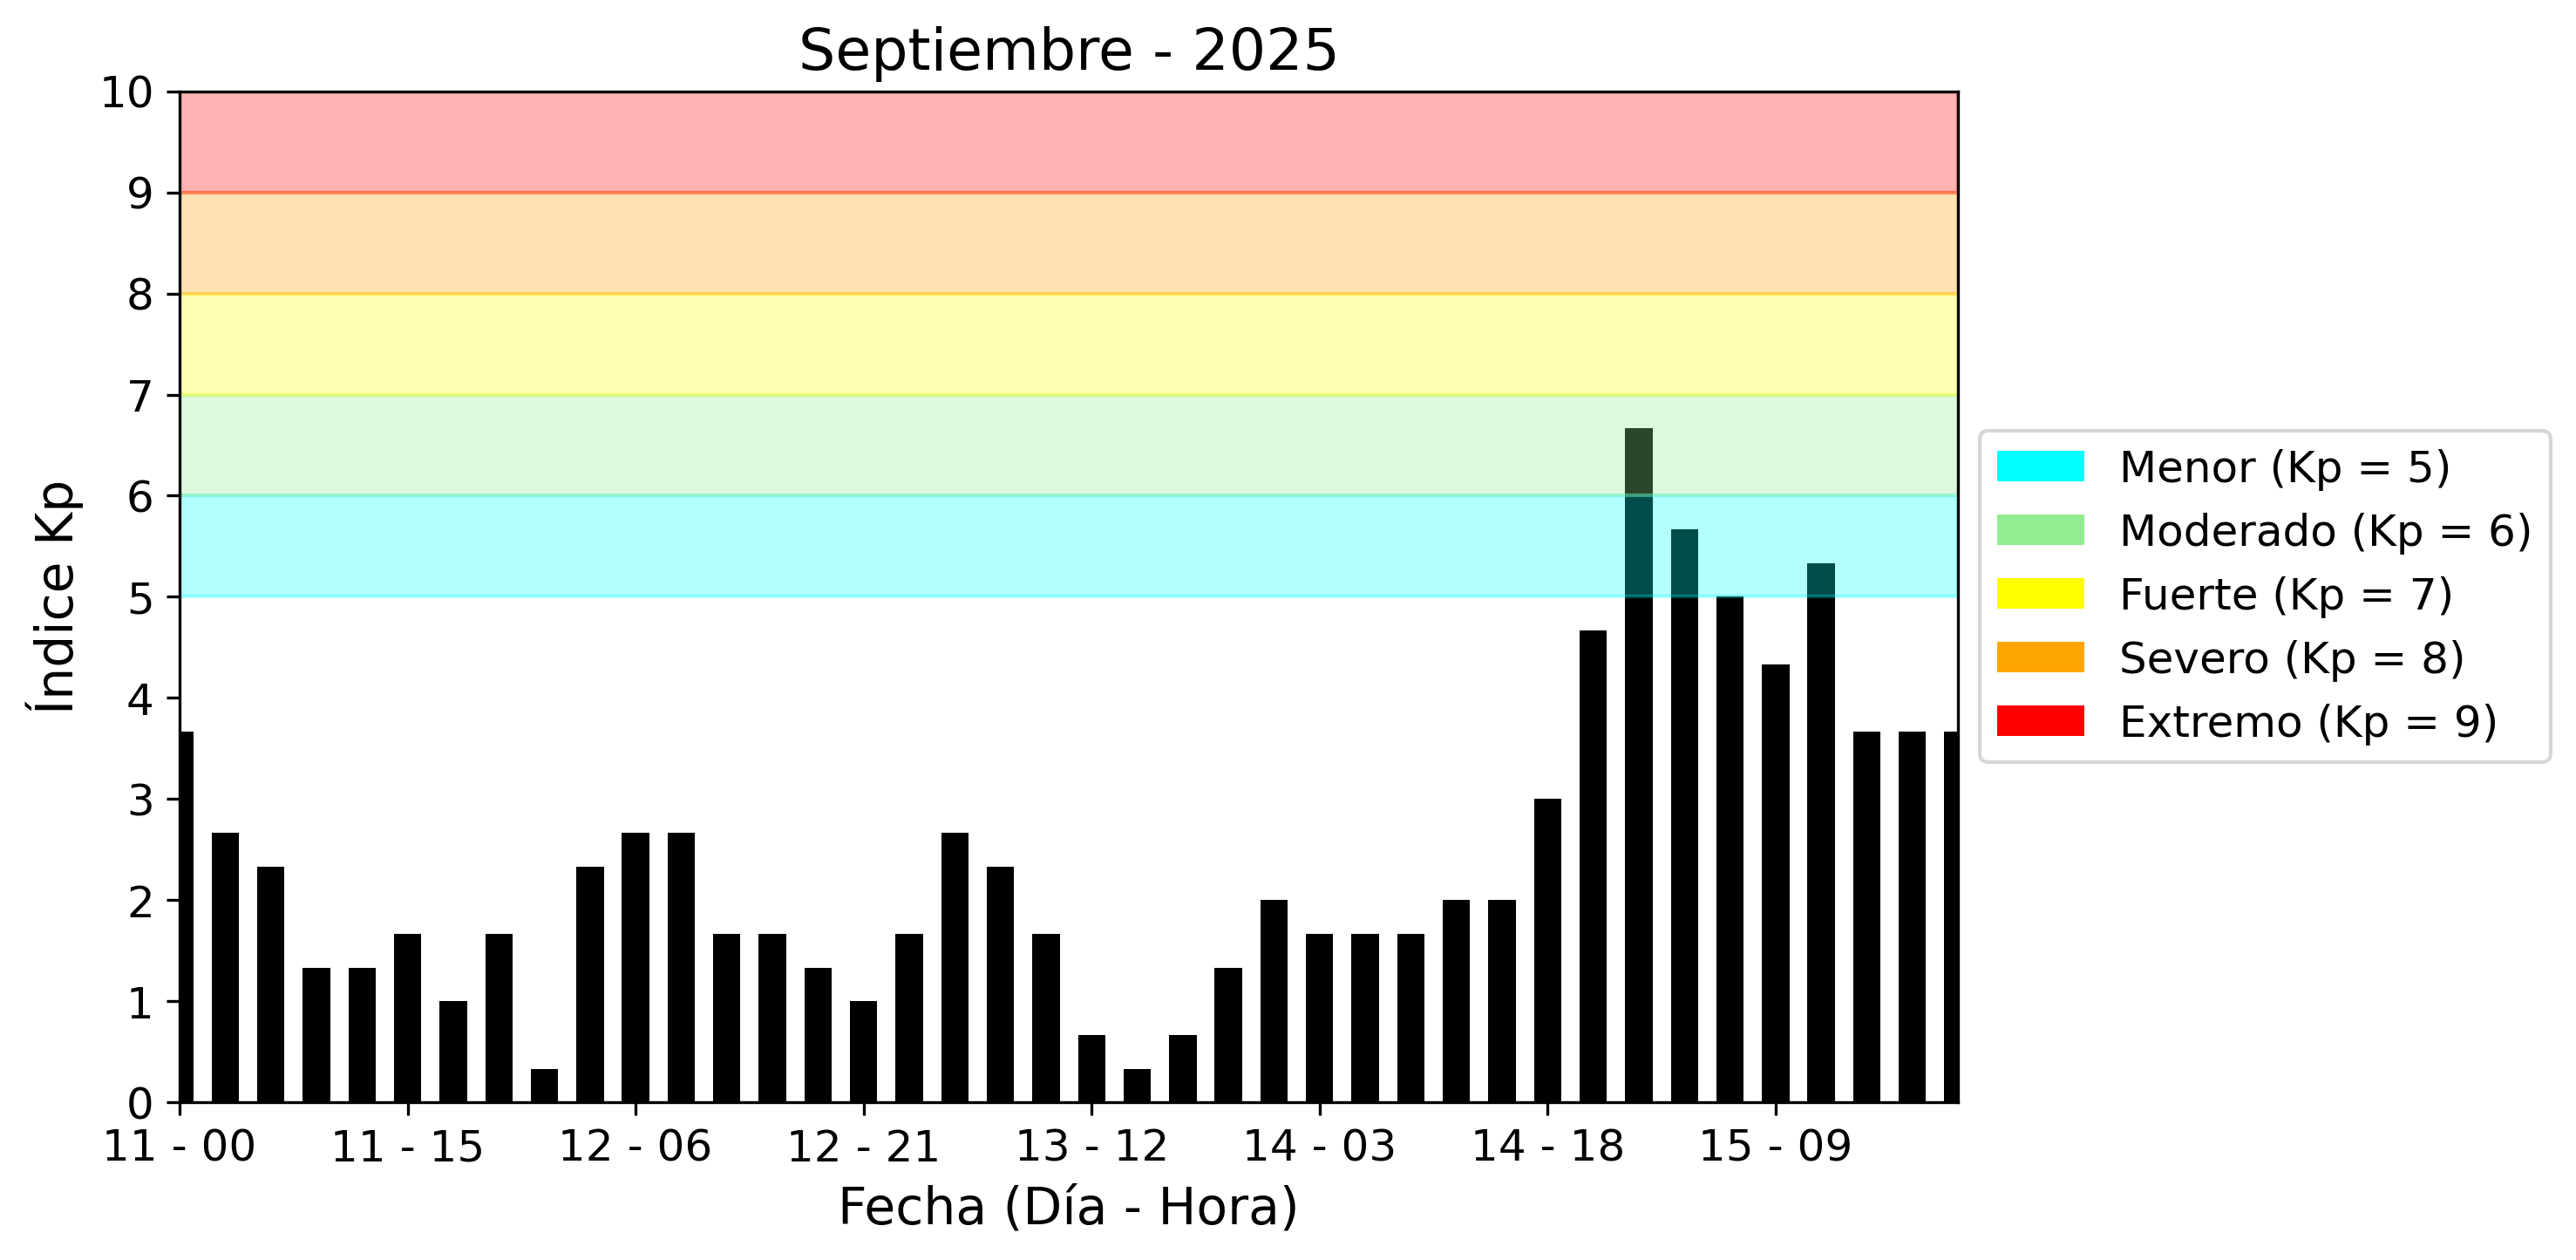 Septiembre - 2025
10
9
8
7
6
5
4
3
2
1
0
Índice Kp
11 - 00
11 - 15
12 - 06
12 - 21
13 - 12
14 - 03
14 - 18
15 - 09
Fecha (Día - Hora)
Menor (Kp = 5)
Moderado (Kp = 6)
Fuerte (Kp = 7)
Severo (Kp = 8)
Extremo (Kp = 9)